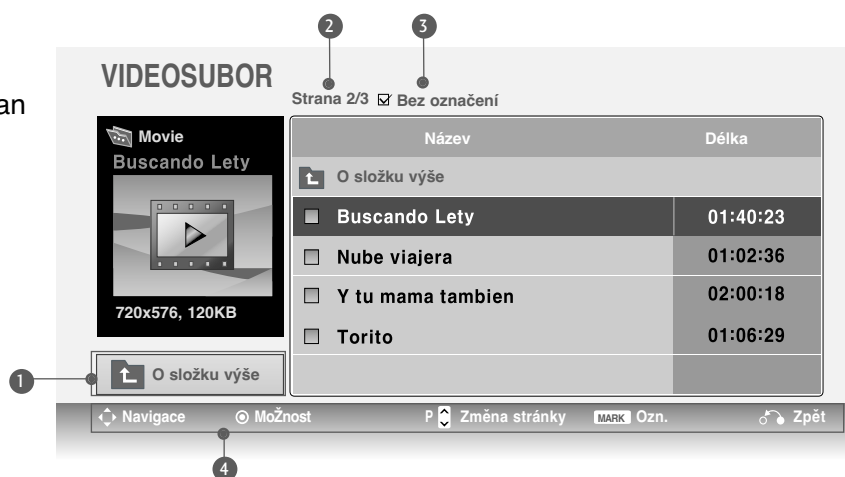 2 3
VIDEOSUBOR
Strana 2/3 Bez označení
an
Movie
Buscando Lety
720x576, 120KB
Název Délka
O složku výše
Buscando Lety 01:40:23
Nube viajera 01:02:36
Y tu mama tambien 02:00:18
Torito 01:06:29
1 O složku výše
Navigace MoŽnost P Změna stránky MARK Ozn. Zpět
4